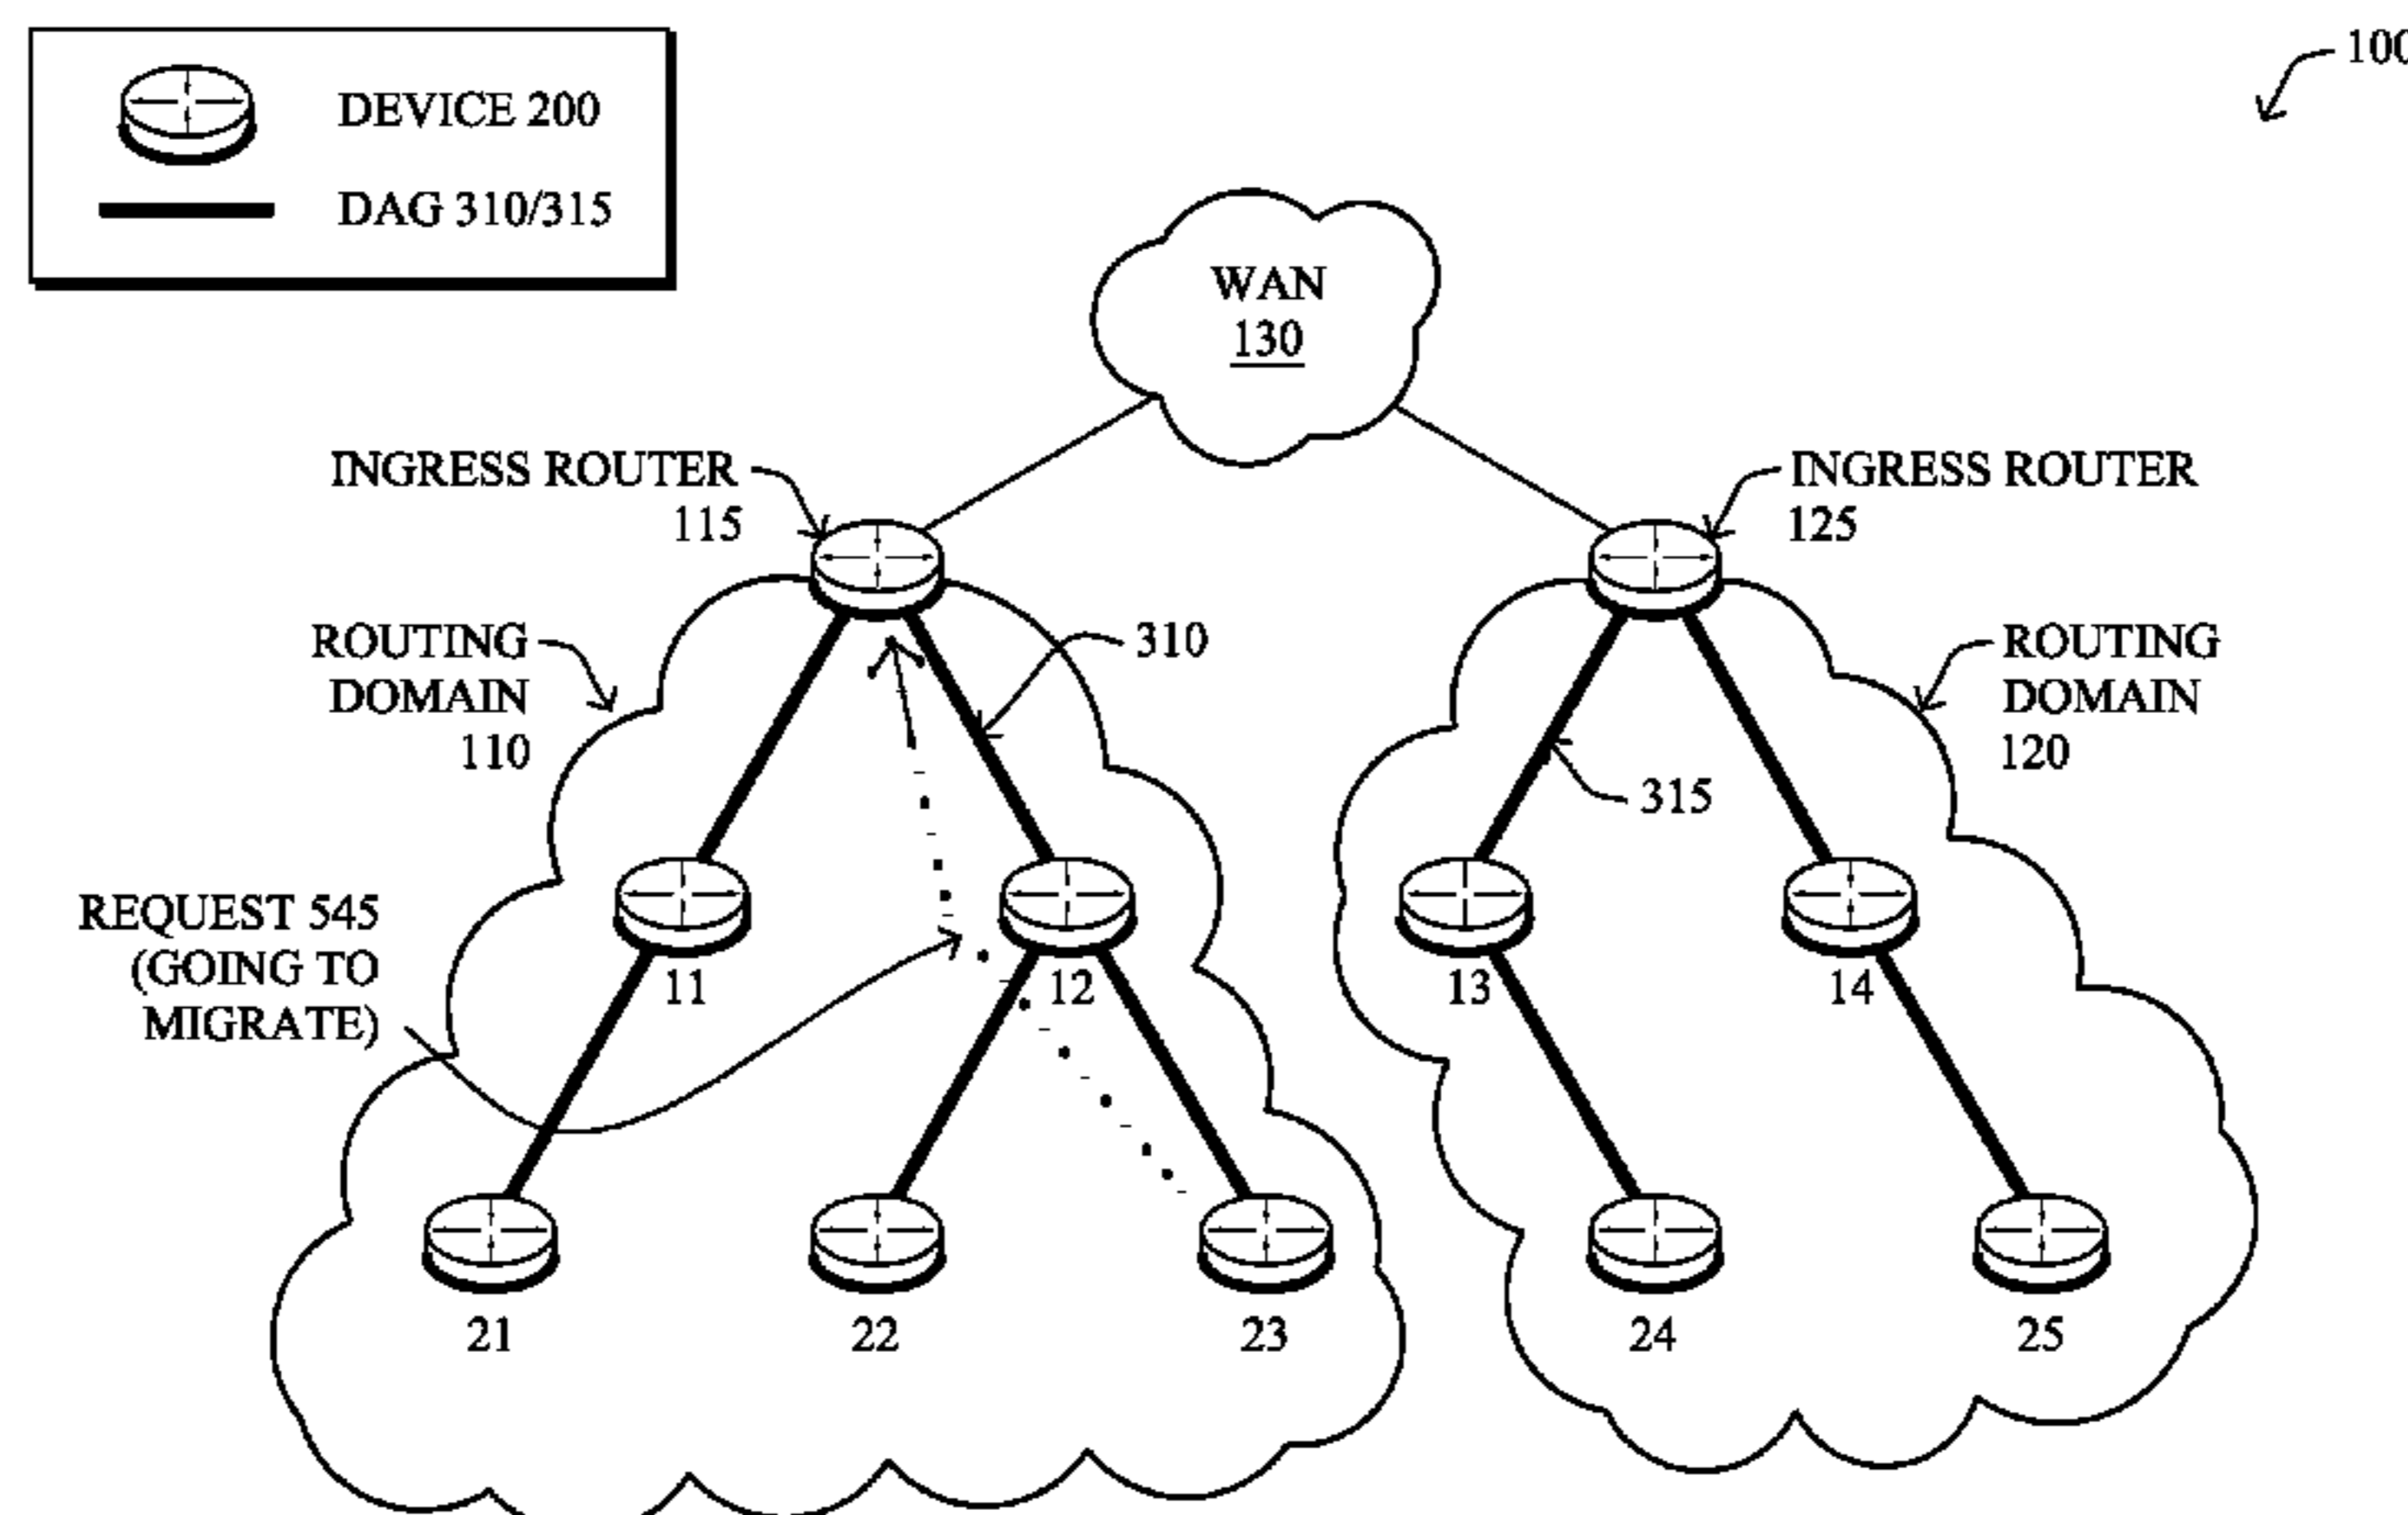 DEVICE 200
DAG 310/315
100
WAN
130
INGRESS ROUTER
115
INGRESS ROUTER
125
ROUTING
DOMAIN
110
310
ROUTING
DOMAIN
120
315
REQUEST 545
(GOING TO
MIGRATE)
11
12
13
14
21
22
23
24
25